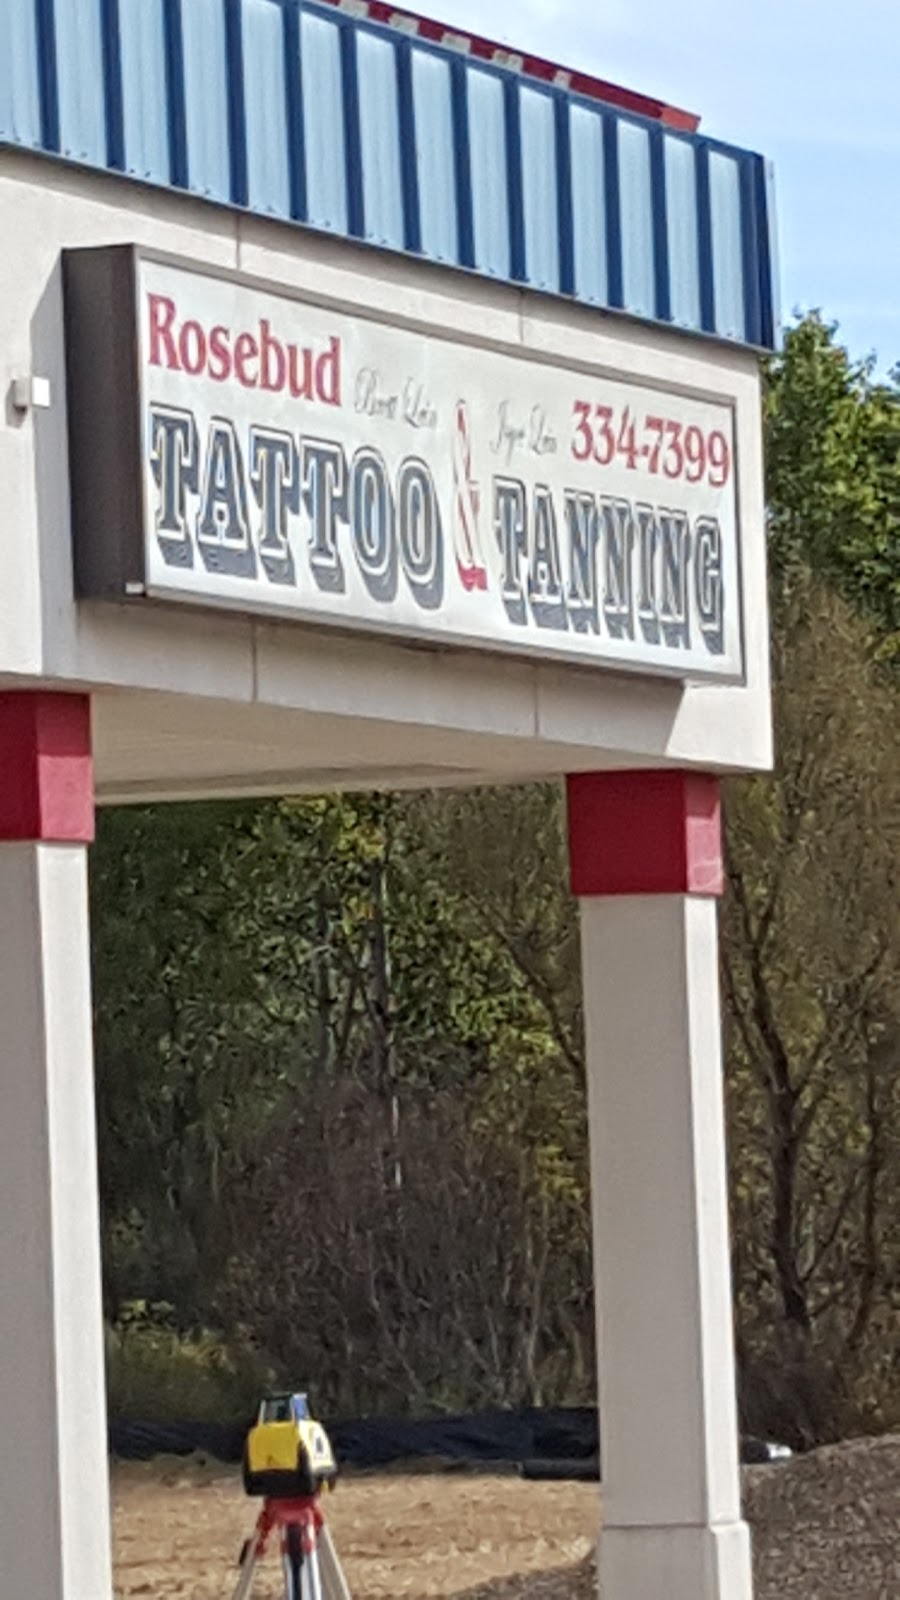 Rosebud 334-7399
TATTOO & TANNING